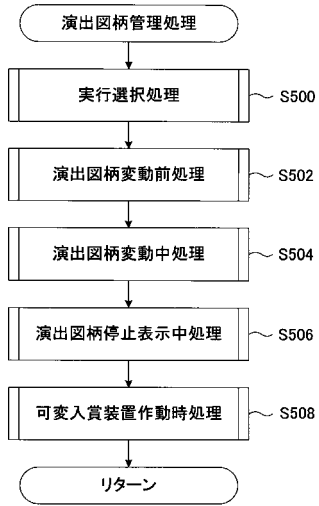 演出図柄管理処理
実行選択処理
S500
演出図柄変動前処理
S502
演出図柄変動中処理
S504
演出図柄停止表示中処理
S506
可変入賞装置作動時処理
S508
リターン